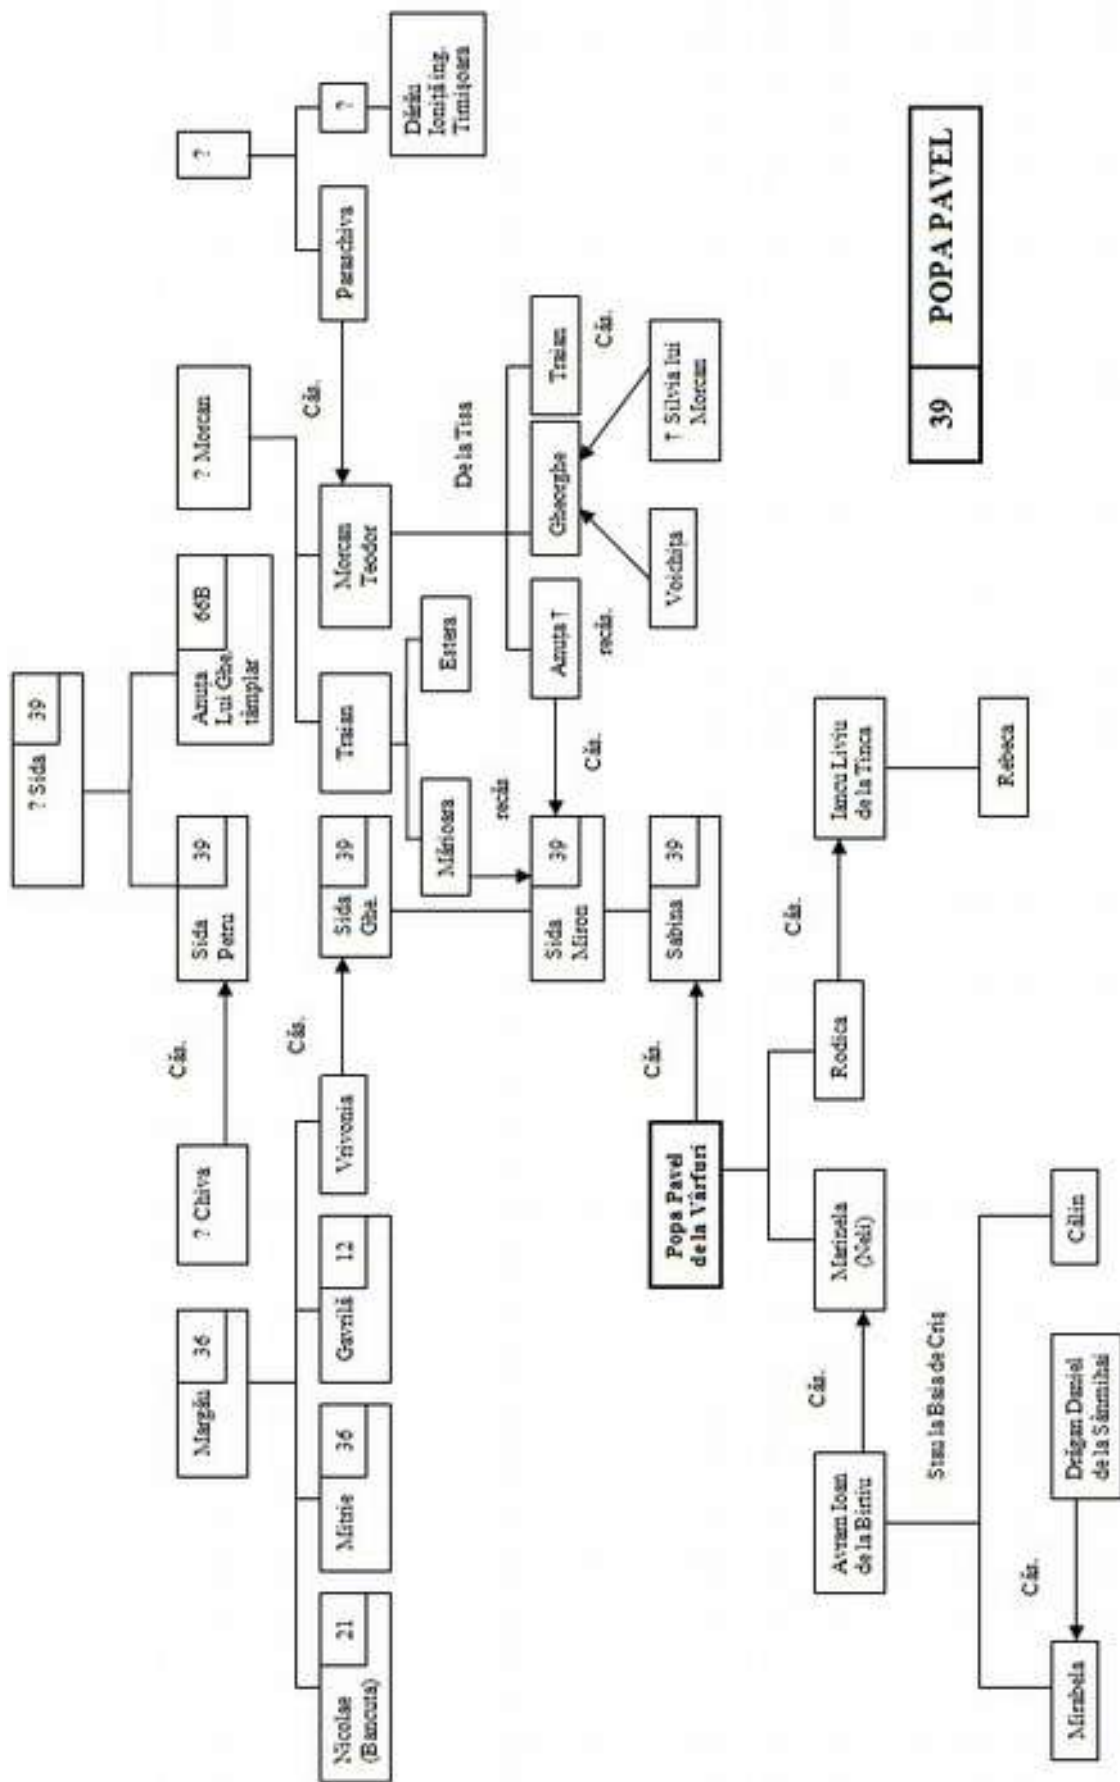 ? Sida
39
? Chiva
Căs.
Sida
Petru
39
Anuța
Lui Ghe.
tâmplar
66B
? Morcan
?
Margău
36
Nicolae
(Bancuta)
21
Mitrie
36
Gavrilă
12
Vrivonia
Căs.
Sida
Ghe.
39
Traian
Morcan
Teodor
Căs.
Paraschiva
?
Dărău
Ioniță ing.
Timișoara
Mărioara
Estera
recăs
De la Tisa
Sida
Miron
39
Căs.
Anuța †
Gheorghe
Traian
recăs.
Căs.
Voichița
† Silvia lui
Morcan
Popa Pavel
de la Vârfuri
Căs.
Sabina
39
Avram Ioan
de la Birtiu
Căs.
Marinela
(Neli)
Rodica
Căs.
Iancu Liviu
de la Tinca
Stau la Baia de Criș
Rebeca
Mirabela
Căs.
Drăgan Daniel
de la Sânmihai
Călin
39
POPA PAVEL